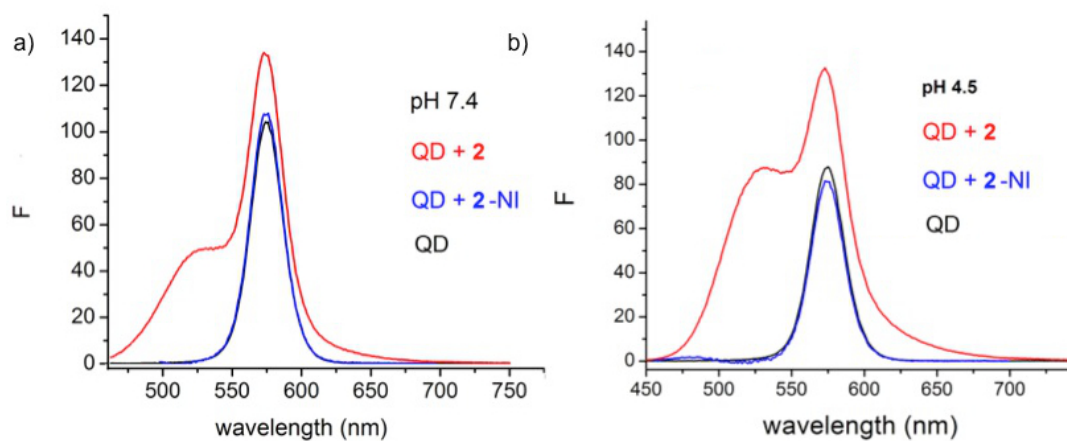 a)
F
140
120
100
80
60
40
20
0
pH 7.4
QD + 2
QD + 2-NI
QD
500 550 600 650 700 750
wavelength (nm)
b)
F
140
120
100
80
60
40
20
0
pH 4.5
QD + 2
QD + 2-NI
QD
450 500 550 600 650 700
wavelength (nm)